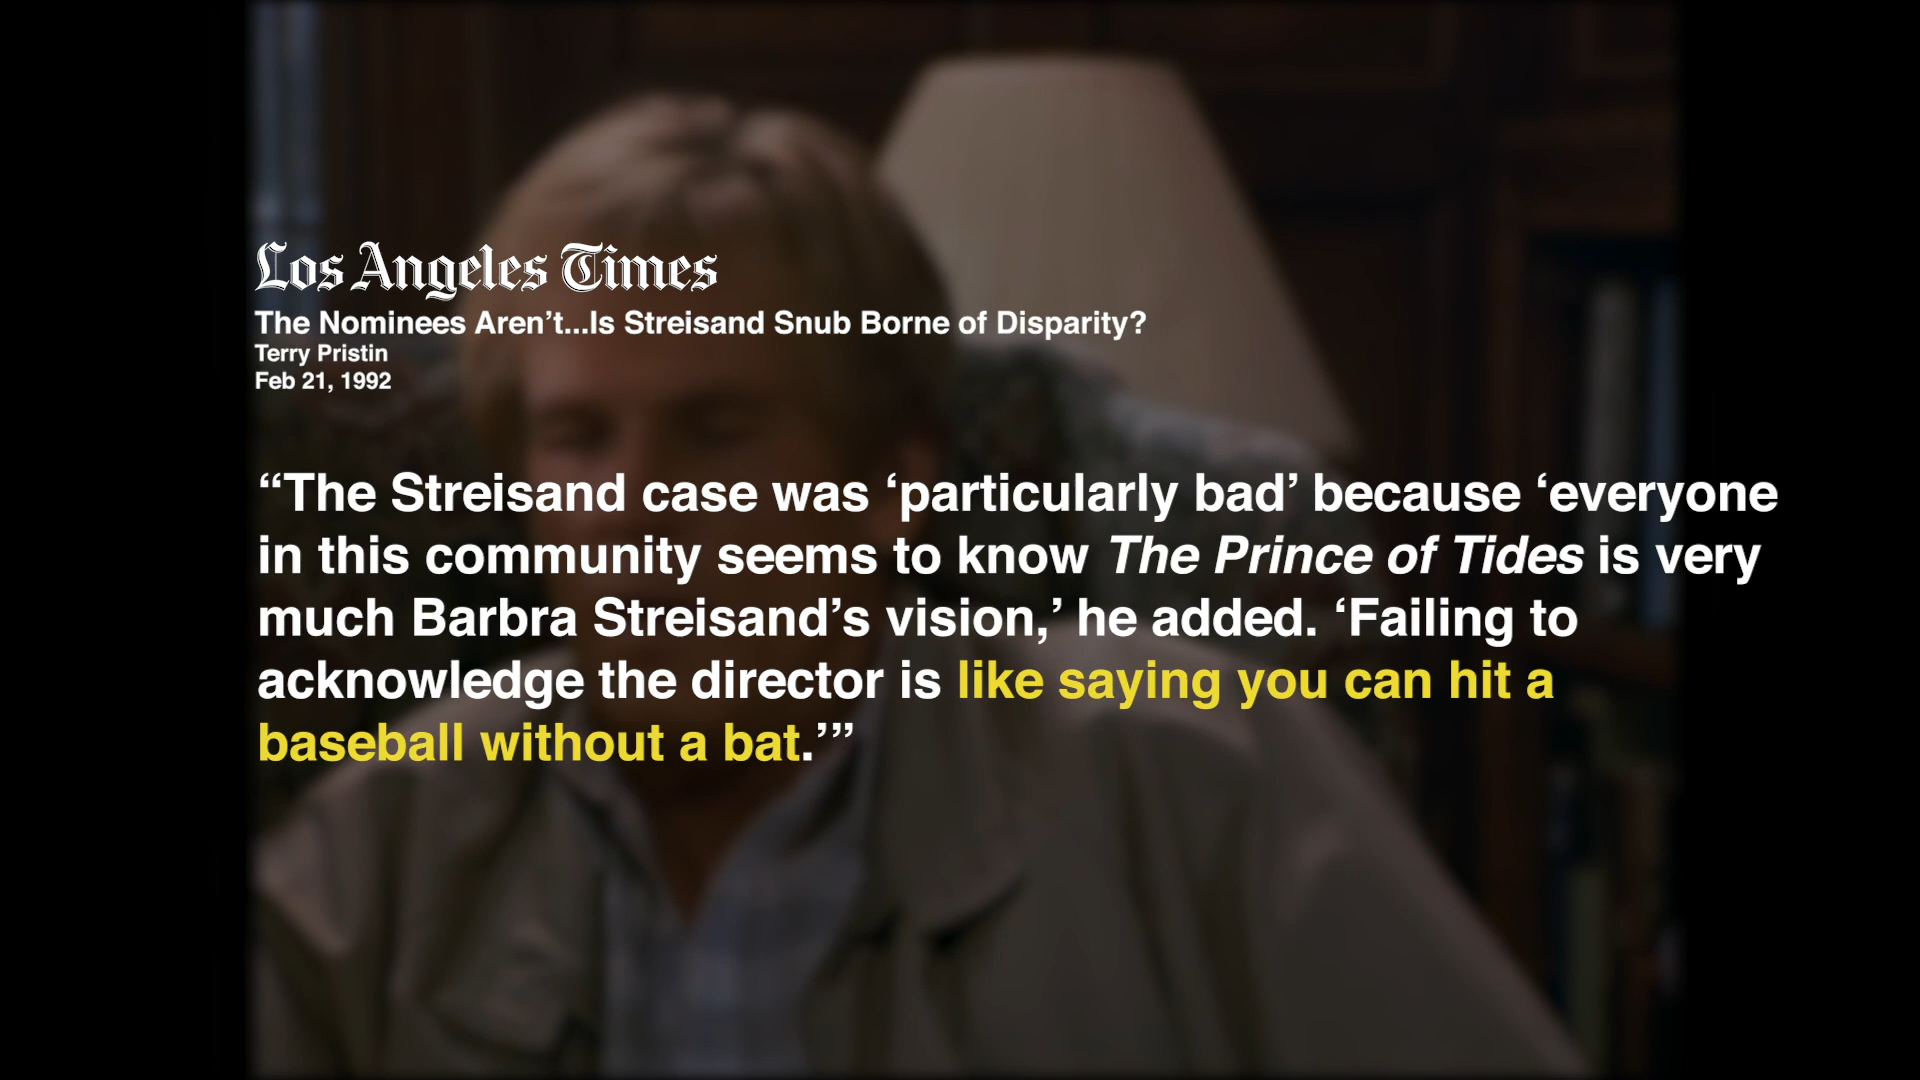 Los Angeles Times
The Nominees Aren’t...Is Streisand Snub Borne of Disparity?
Terry Pristin
Feb 21, 1992
“The Streisand case was ‘particularly bad’ because ‘everyone
in this community seems to know The Prince of Tides is very
much Barbra Streisand’s vision,’ he added. ‘Failing to
acknowledge the director is like saying you can hit a
baseball without a bat.’”